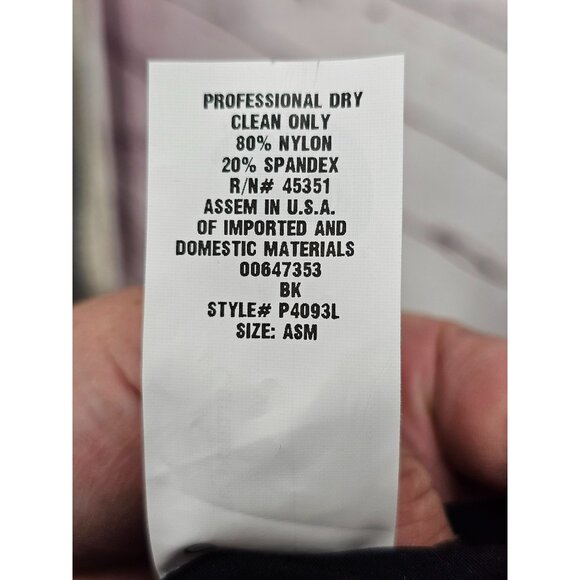 PROFESSIONAL DRY
CLEAN ONLY
80% NYLON
20% SPANDEX
R/N# 45351
ASSEM IN U.S.A.
OF IMPORTED AND
DOMESTIC MATERIALS
00647353
BK
STYLE# P4093L
SIZE: ASM